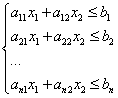 a₁₁x₁ + a₁₂x₂ ≤ b₁
a₂₁x₁ + a₂₂x₂ ≤ b₂
...
aₙ₁x₁ + aₙ₂x₂ ≤ bₙ